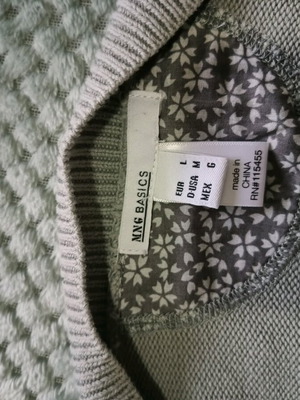 MNG BASICS
EUR L
D·USA M
MEX G
made in
CHINA
RN#115455